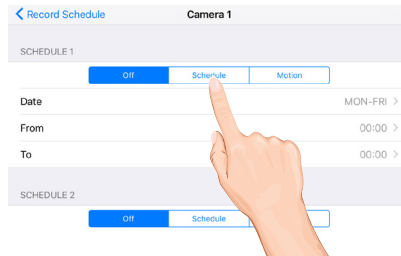 Record Schedule Camera 1
SCHEDULE 1
Off Schedule Motion
Date MON-FRI
From 00:00
To 00:00
SCHEDULE 2
Off Schedule